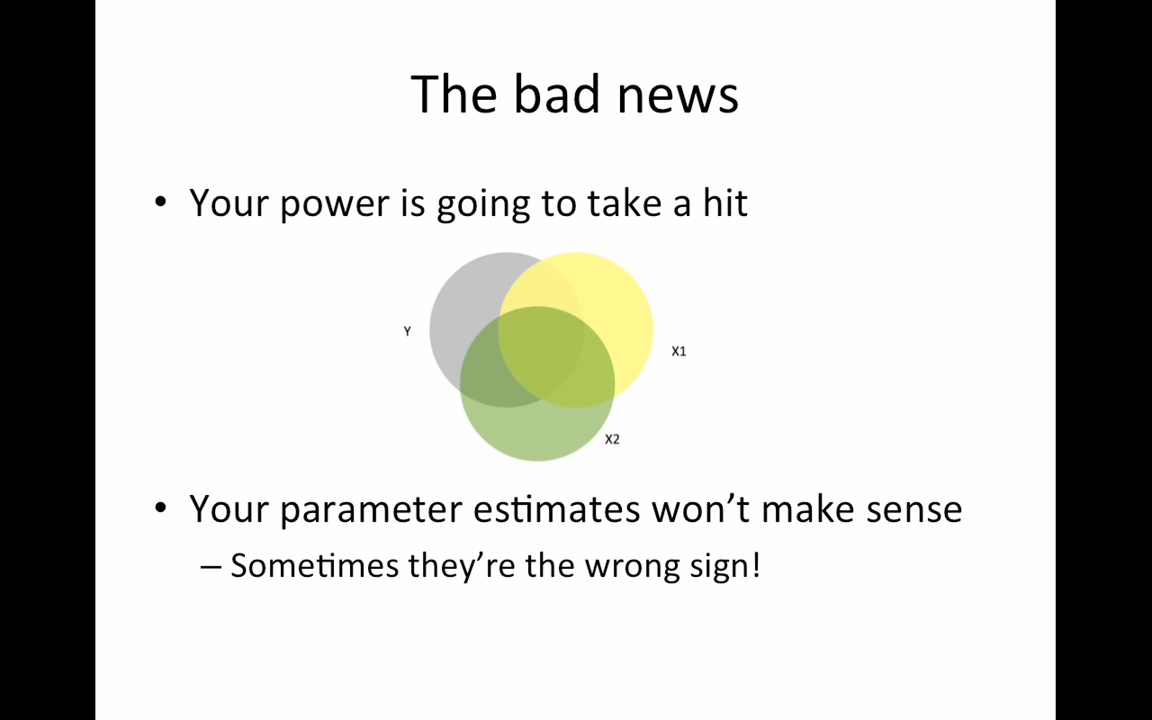 The bad news
• Your power is going to take a hit
Y
X1
X2
• Your parameter estimates won’t make sense
– Sometimes they’re the wrong sign!